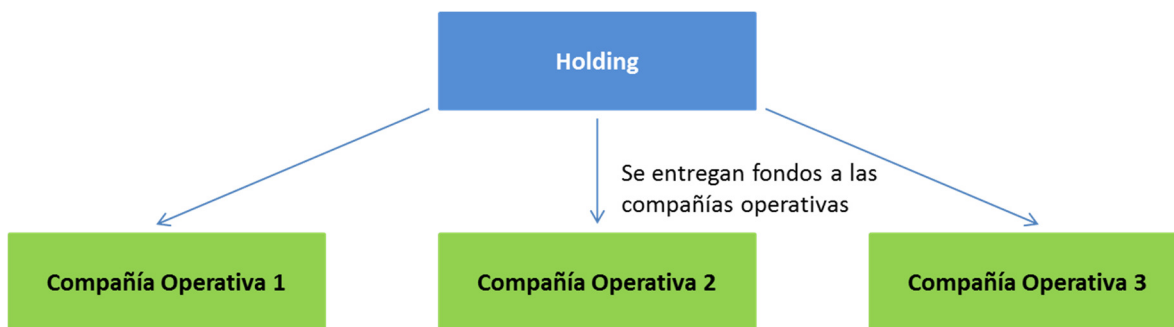 Holding
Se entregan fondos a las
compañías operativas
Compañía Operativa 1
Compañía Operativa 2
Compañía Operativa 3